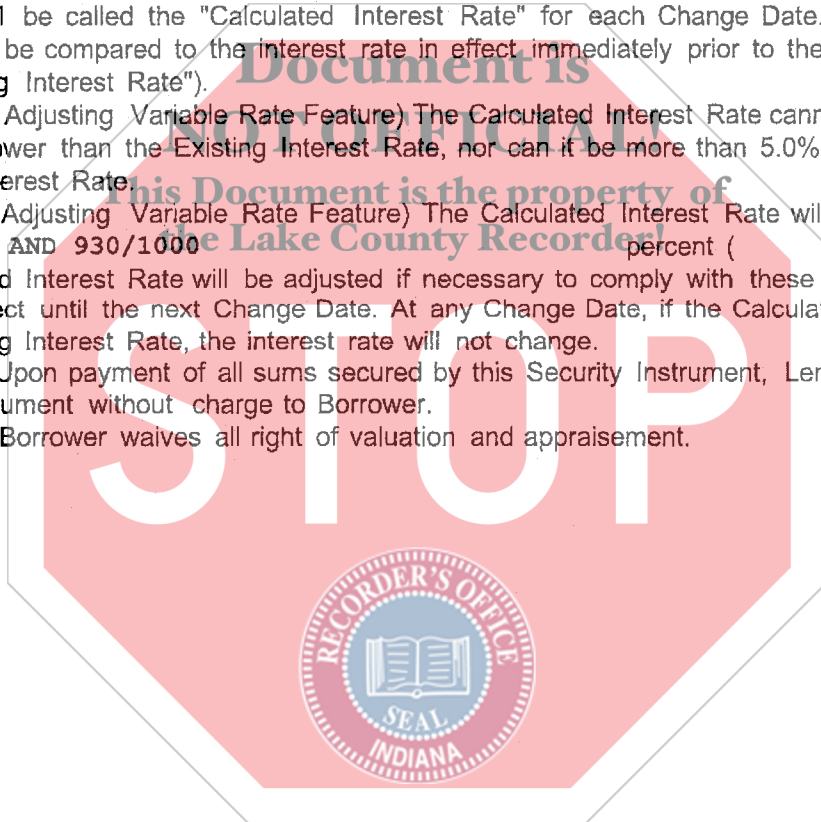 be called the "Calculated Interest Rate" for each Change Date.
be compared to the interest rate in effect immediately prior to the
Document is
g Interest Rate").
Adjusting Variable Rate Feature) The Calculated Interest Rate cann
NOT OFFICIAL!
wer than the Existing Interest Rate, nor can it be more than 5.0%
erest Rate.
This Document is the property of
Adjusting Variable Rate Feature) The Calculated Interest Rate wil
the Lake County Recorder!
AND 930/1000 percent (
d Interest Rate will be adjusted if necessary to comply with these
ect until the next Change Date. At any Change Date, if the Calculat
g Interest Rate, the interest rate will not change.
Upon payment of all sums secured by this Security Instrument, Len
ument without charge to Borrower.
Borrower waives all right of valuation and appraisement.
STOP
RECORDER'S OFFICE
SEAL
INDIANA